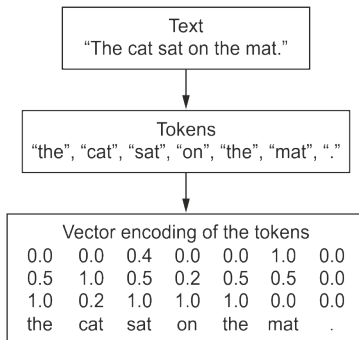 Text
“The cat sat on the mat.”
Tokens
“the”, “cat”, “sat”, “on”, “the”, “mat”, “.”
Vector encoding of the tokens
0.0 0.0 0.4 0.0 0.0 1.0 0.0
0.5 1.0 0.5 0.2 0.5 0.5 0.0
1.0 0.2 1.0 1.0 1.0 0.0 0.0
the cat sat on the mat .